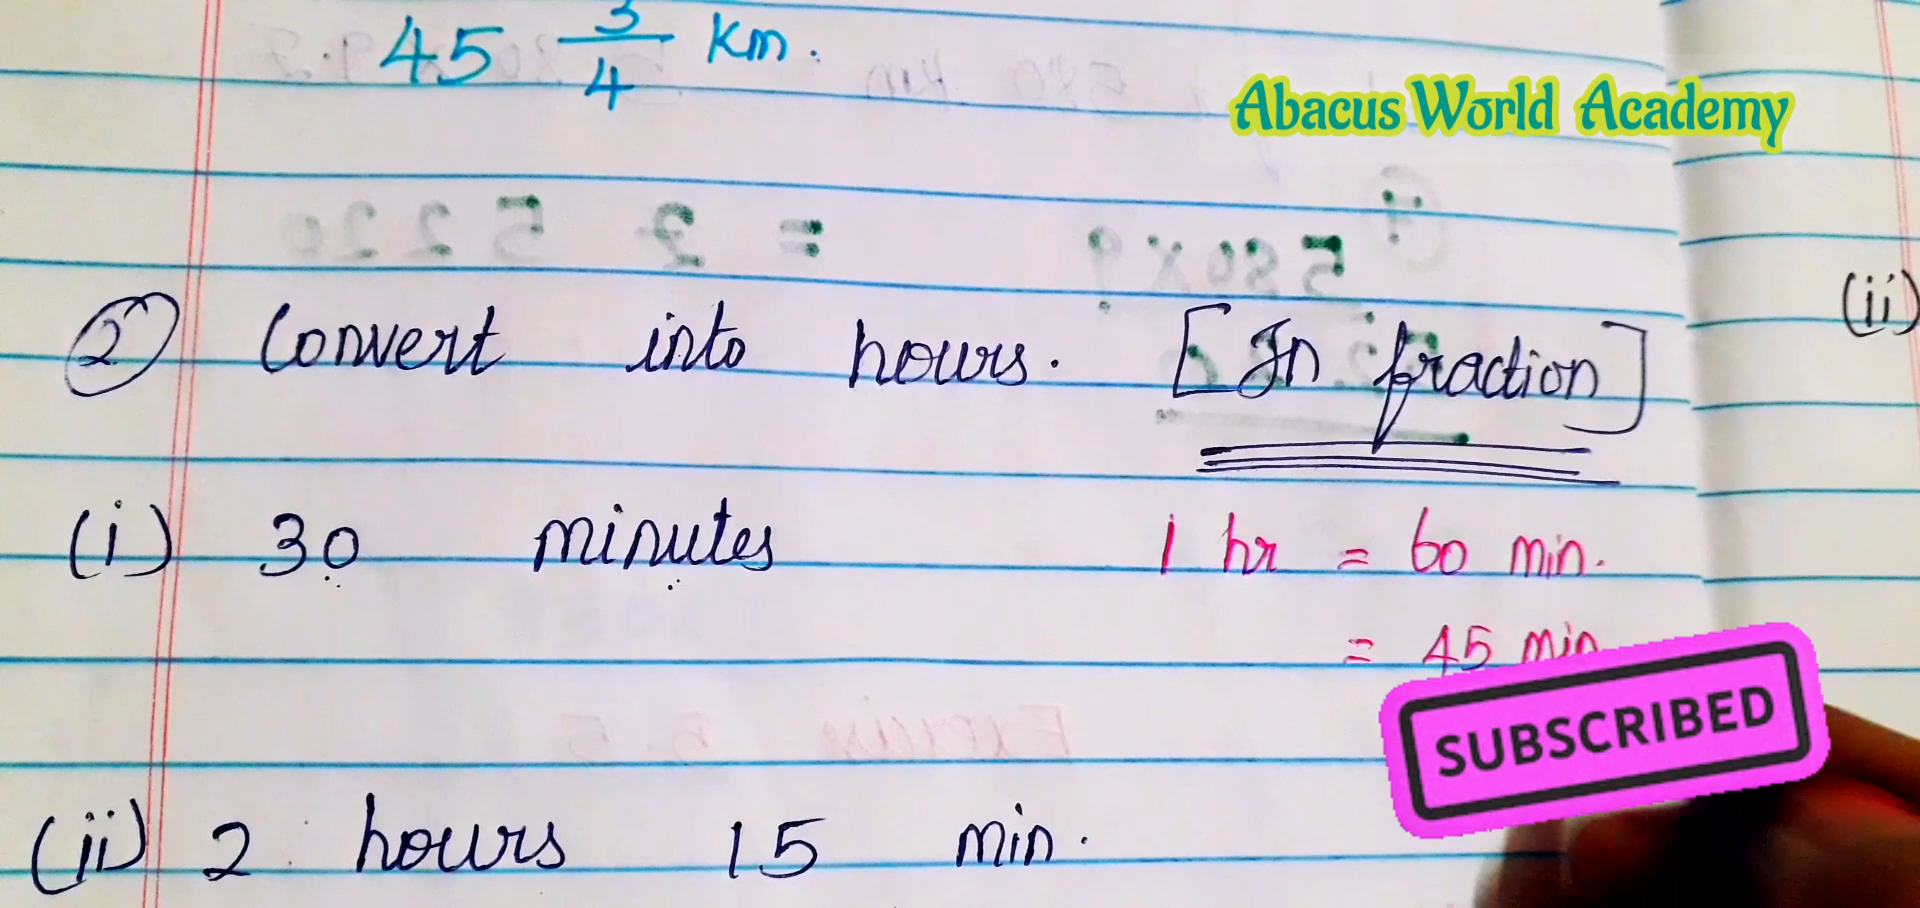 45 3/4 km.
Abacus World Academy
② Convert into hours. [In fraction]
(ii)
(i) 30 minutes 1 hr = 60 min.
= 45 min
SUBSCRIBED
(ii) 2 hours 15 min.